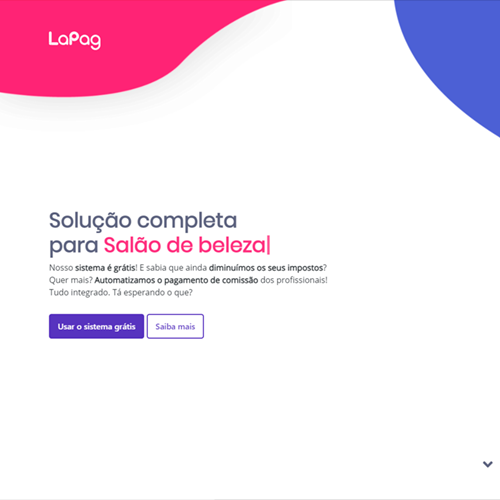 LaPag
Solução completa
para Salão de beleza|
Nosso sistema é grátis! E sabia que ainda diminuímos os seus impostos?
Quer mais? Automatizamos o pagamento de comissão dos profissionais!
Tudo integrado. Tá esperando o que?
Usar o sistema grátis
Saiba mais